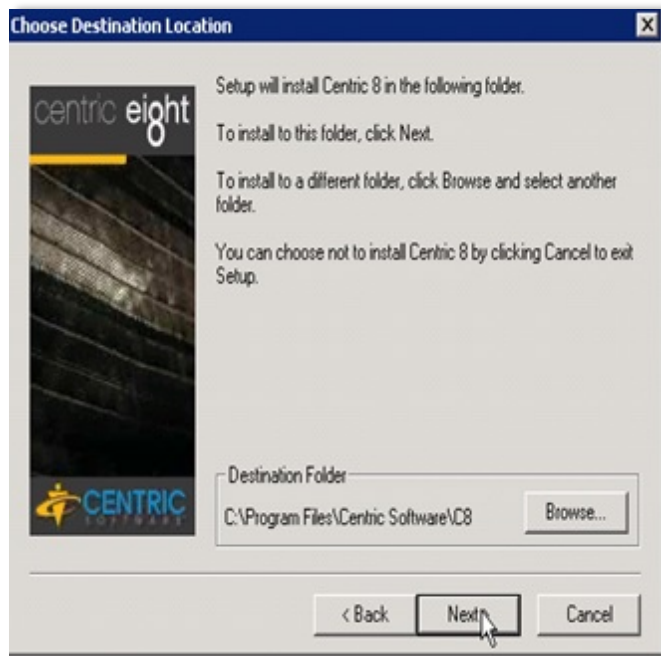 Choose Destination Location
centric eight
Setup will install Centric 8 in the following folder.
To install to this folder, click Next.
To install to a different folder, click Browse and select another
folder.
You can choose not to install Centric 8 by clicking Cancel to exit
Setup.
CENTRIC
SOFTWARE
Destination Folder
C:\Program Files\Centric Software\C8
Browse...
< Back
Next
Cancel